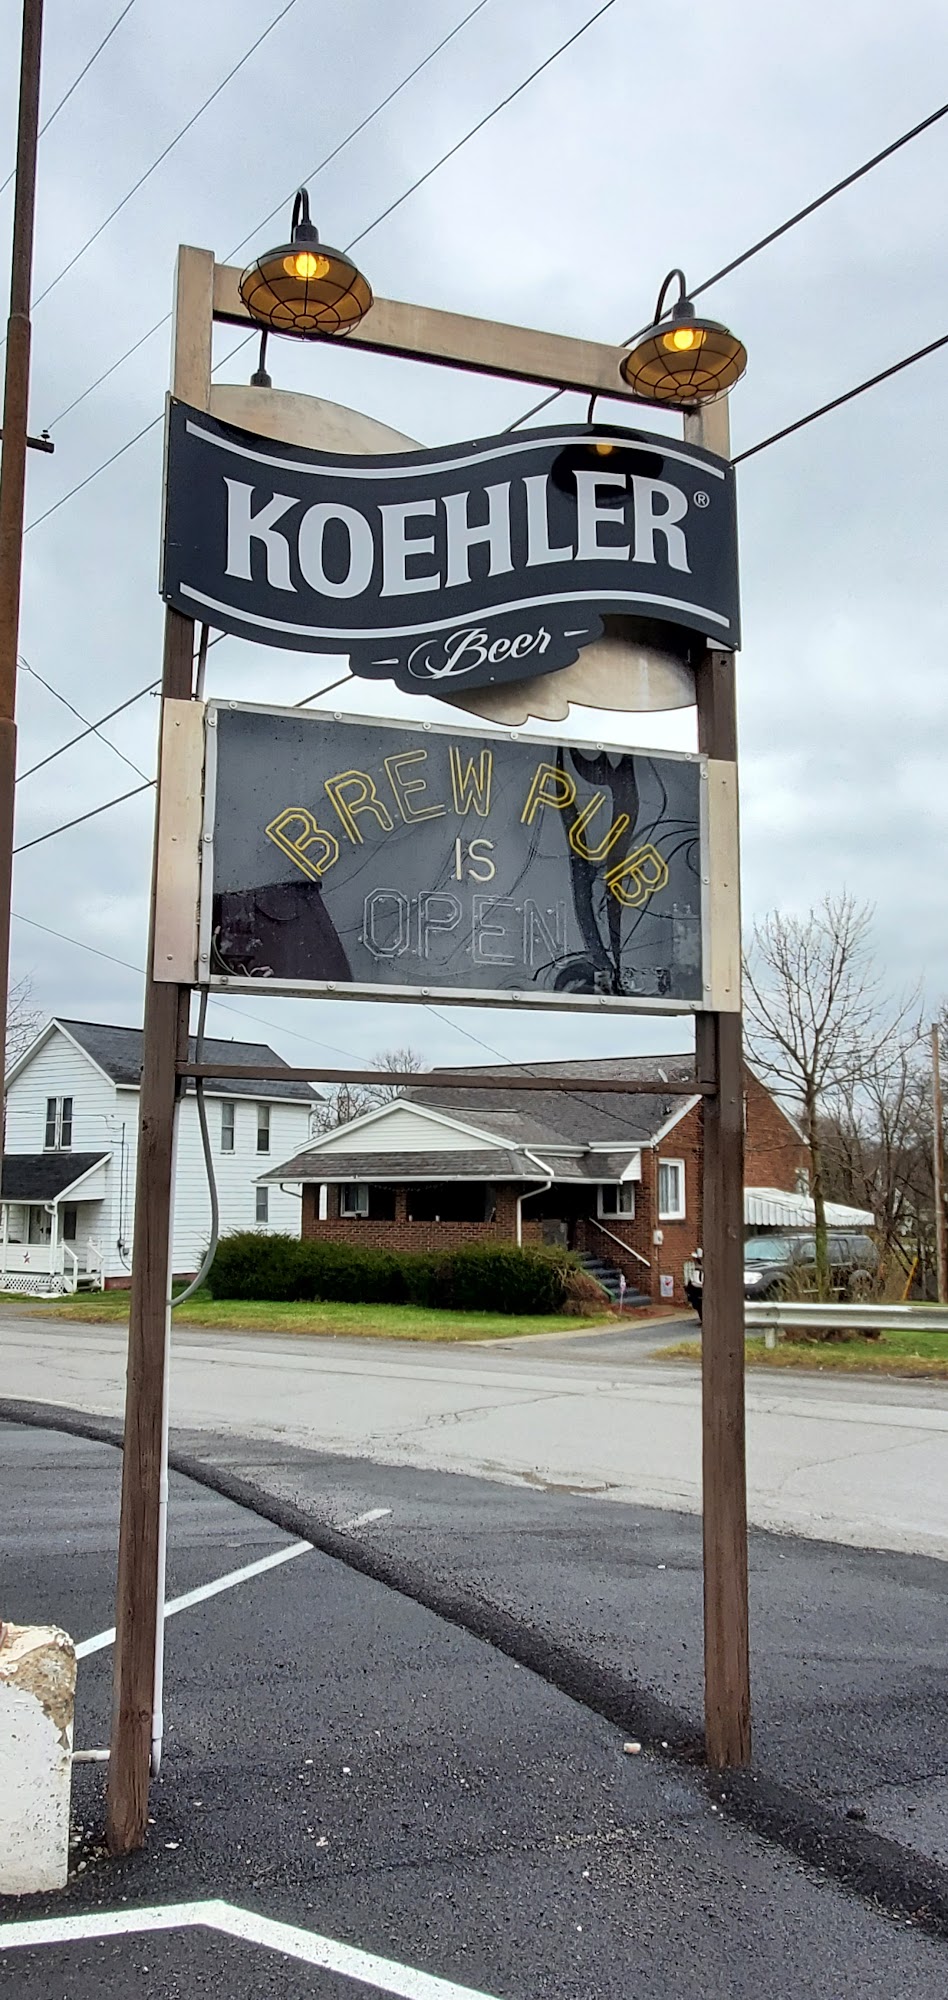 KOEHLER®
- Beer -
BREW PUB
IS
OPEN